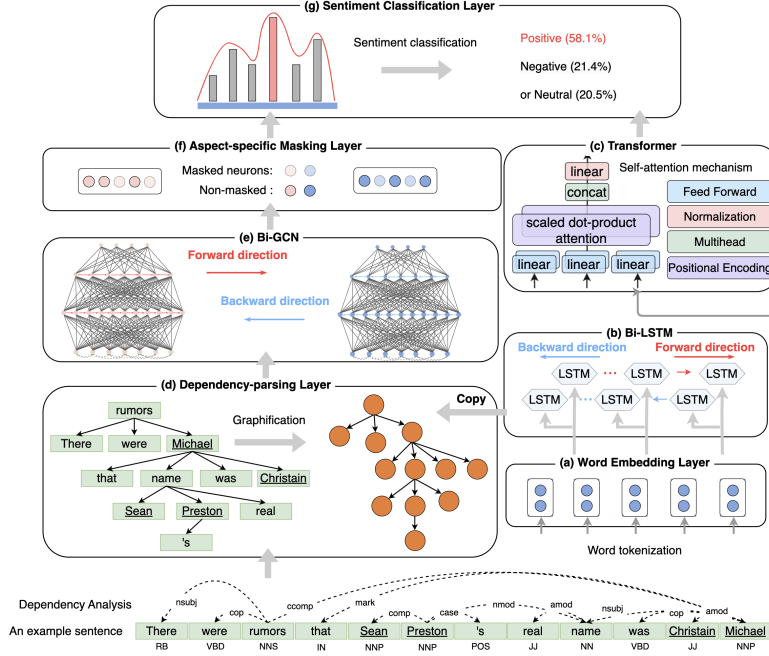 (g) Sentiment Classification Layer
Sentiment classification
Positive (58.1%)
Negative (21.4%)
or Neutral (20.5%)
(f) Aspect-specific Masking Layer
Masked neurons:
Non-masked :
(c) Transformer
linear
Self-attention mechanism
concat
scaled dot-product
attention
linear
linear
linear
Feed Forward
Normalization
Multihead
Positional Encoding
(e) Bi-GCN
Forward direction
Backward direction
(b) Bi-LSTM
Backward direction
Forward direction
LSTM
LSTM
LSTM
LSTM
LSTM
LSTM
(d) Dependency-parsing Layer
rumors
There
were
Michael
that
name
was
Christain
Sean
Preston
real
's
Graphification
Copy
(a) Word Embedding Layer
Word tokenization
Dependency Analysis
nsubj
cop
ccomp
mark
comp
case
nmod
amod
nsubj
cop
amod
An example sentence
There were rumors that Sean Preston 's real name was Christain Michael
RB VBD NNS IN NNP NNP POS JJ NN VBD JJ NNP